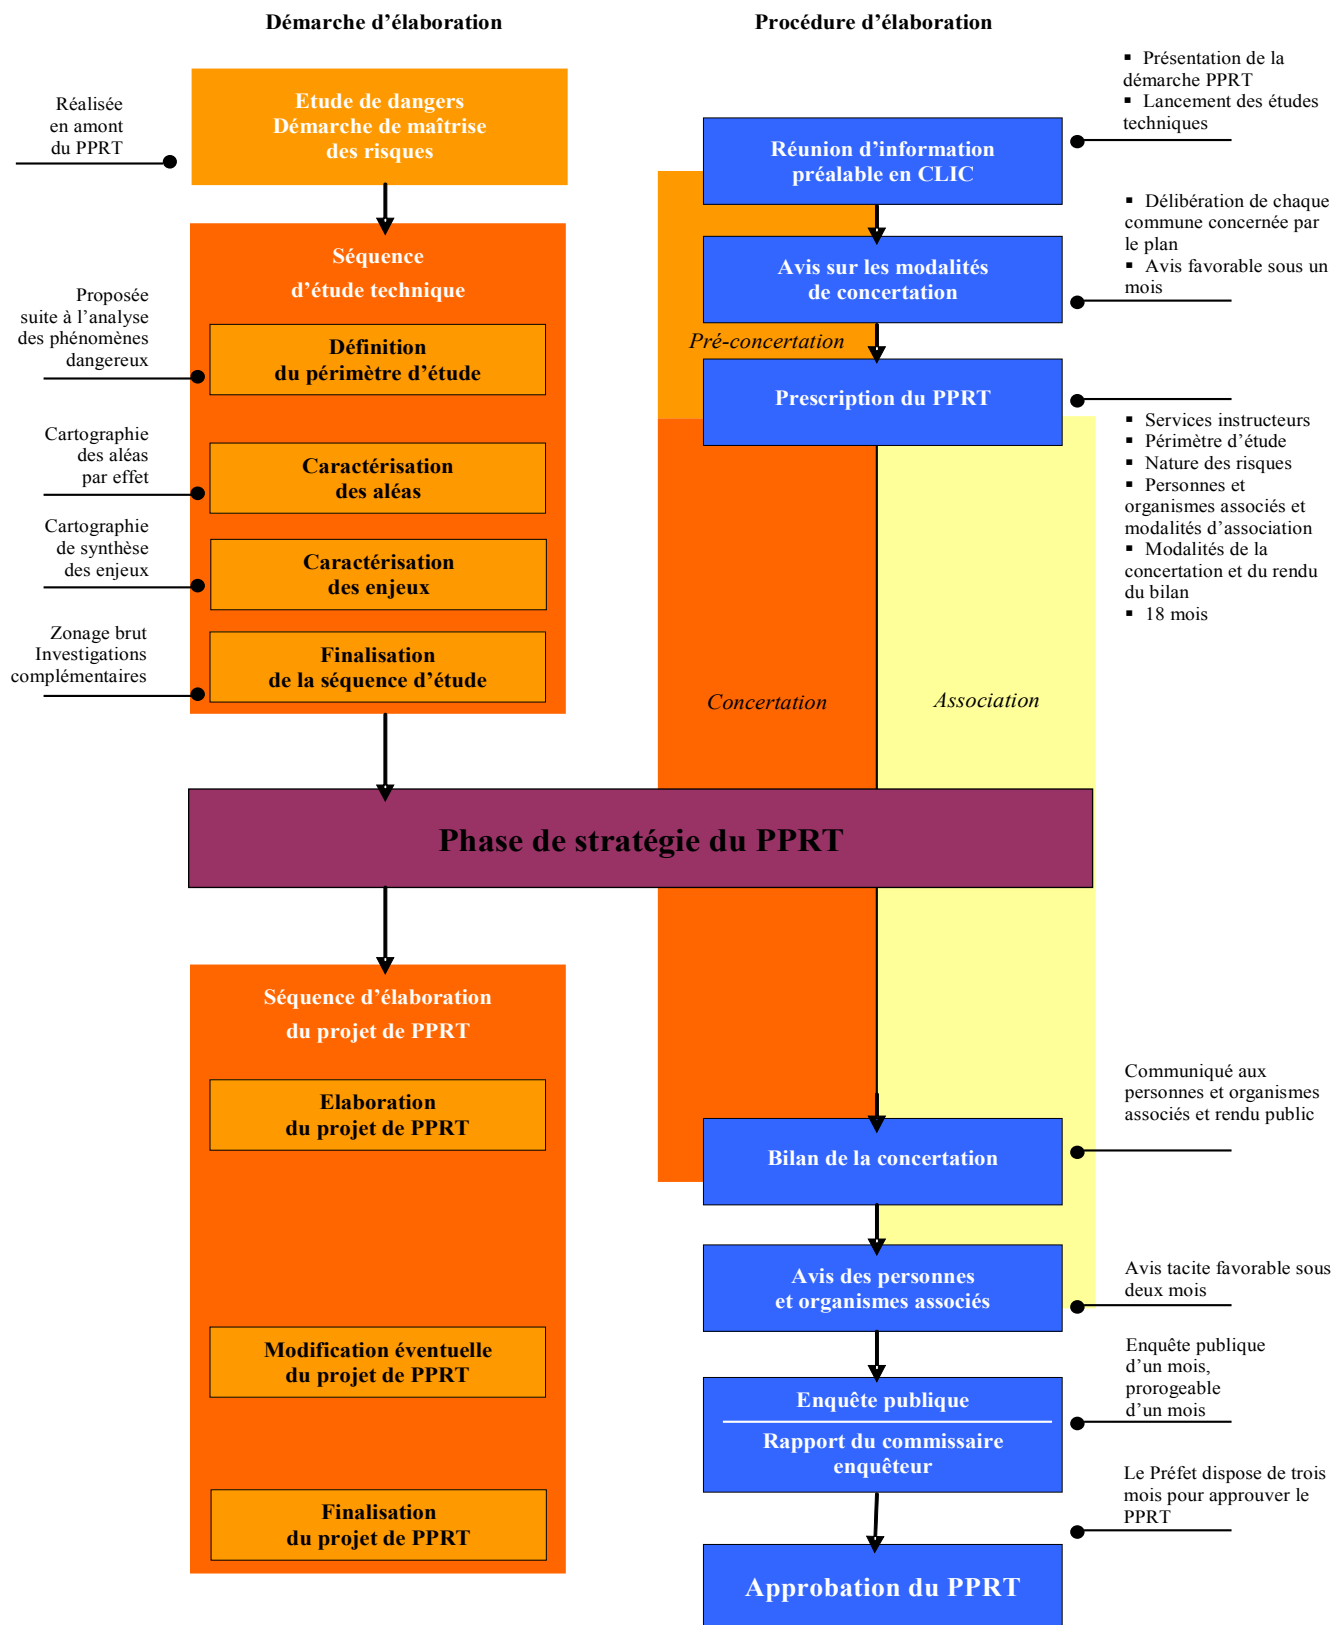 Démarche d'élaboration
Procédure d'élaboration
Réalisée
en amont
du PPRT
Etude de dangers
Démarche de maîtrise
des risques
Séquence
d'étude technique
Proposée
suite à l'analyse
des phénomènes
dangereux
Définition
du périmètre d'étude
Cartographie
des aléas
par effet
Caractérisation
des aléas
Cartographie
de synthèse
des enjeux
Caractérisation
des enjeux
Zonage brut
Investigations
complémentaires
Finalisation
de la séquence d'étude
▪ Présentation de la
démarche PPRT
▪ Lancement des études
techniques
Réunion d'information
préalable en CLIC
▪ Délibération de chaque
commune concernée par
le plan
▪ Avis favorable sous un
mois
Avis sur les modalités
de concertation
Pré-concertation
Prescription du PPRT
▪ Services instructeurs
▪ Périmètre d'étude
▪ Nature des risques
▪ Personnes et
organismes associés et
modalités d'association
▪ Modalités de la
concertation et du rendu
du bilan
▪ 18 mois
Concertation
Association
Phase de stratégie du PPRT
Séquence d'élaboration
du projet de PPRT
Elaboration
du projet de PPRT
Modification éventuelle
du projet de PPRT
Finalisation
du projet de PPRT
Communiqué aux
personnes et organismes
associés et rendu public
Bilan de la concertation
Avis des personnes
et organismes associés
Avis tacite favorable sous
deux mois
Enquête publique
Rapport du commissaire
enquêteur
Enquête publique
d'un mois,
prorogeable
d'un mois
Le Préfet dispose de trois
mois pour approuver le
PPRT
Approbation du PPRT